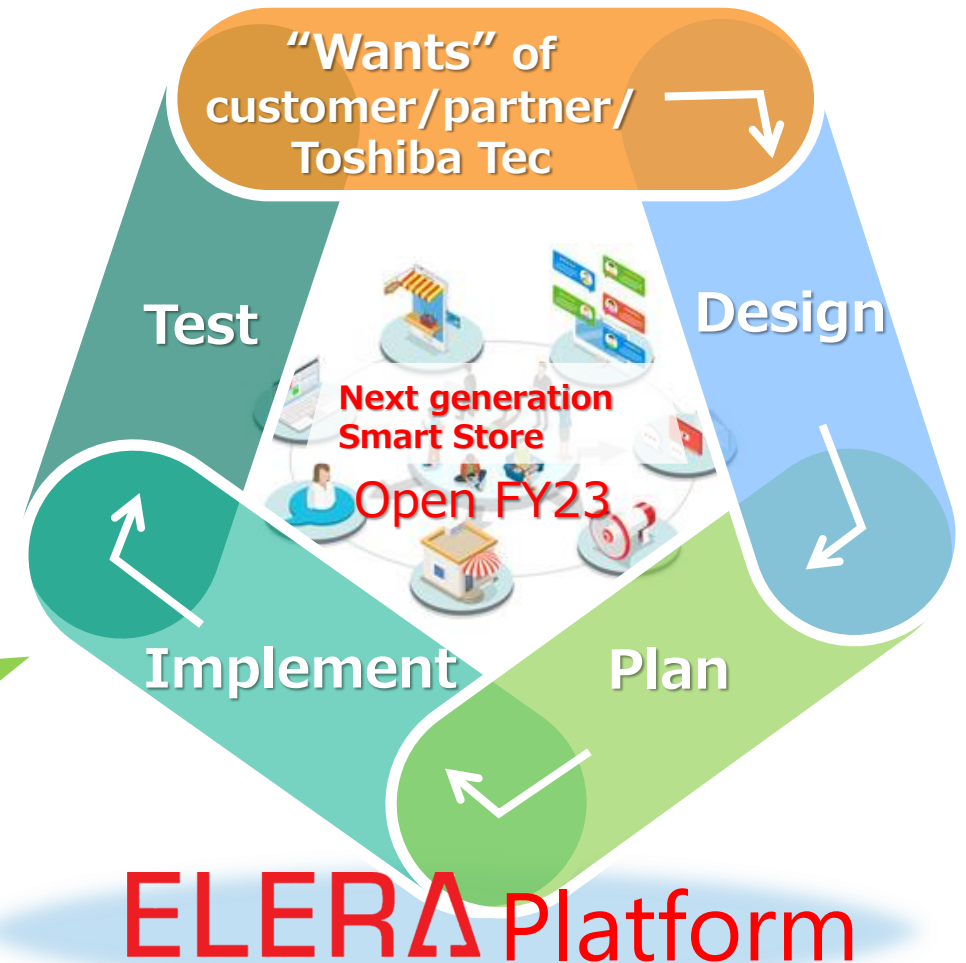 “Wants” of
customer/partner/
Toshiba Tec
Test
Design
Next generation
Smart Store
Open FY23
Implement
Plan
ELERA Platform